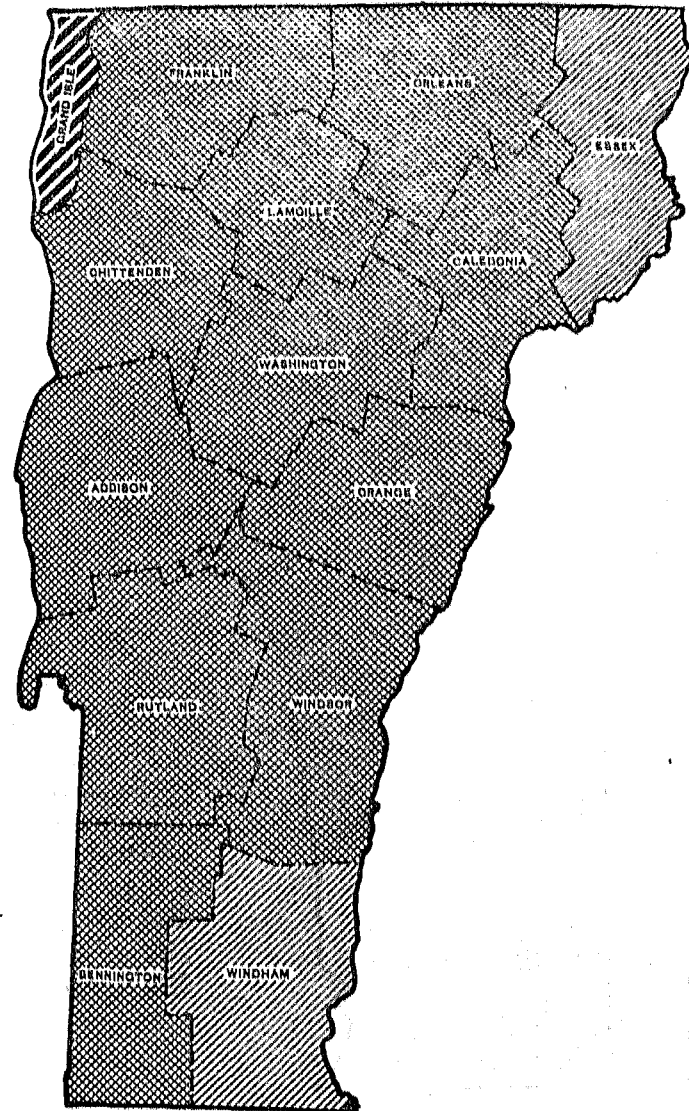 GRAND ISLE
FRANKLIN
ORLEANS
ESSEX
LAMOILLE
CHITTENDEN
CALEDONIA
WASHINGTON
ADDISON
ORANGE
RUTLAND
WINDSOR
BENNINGTON
WINDHAM